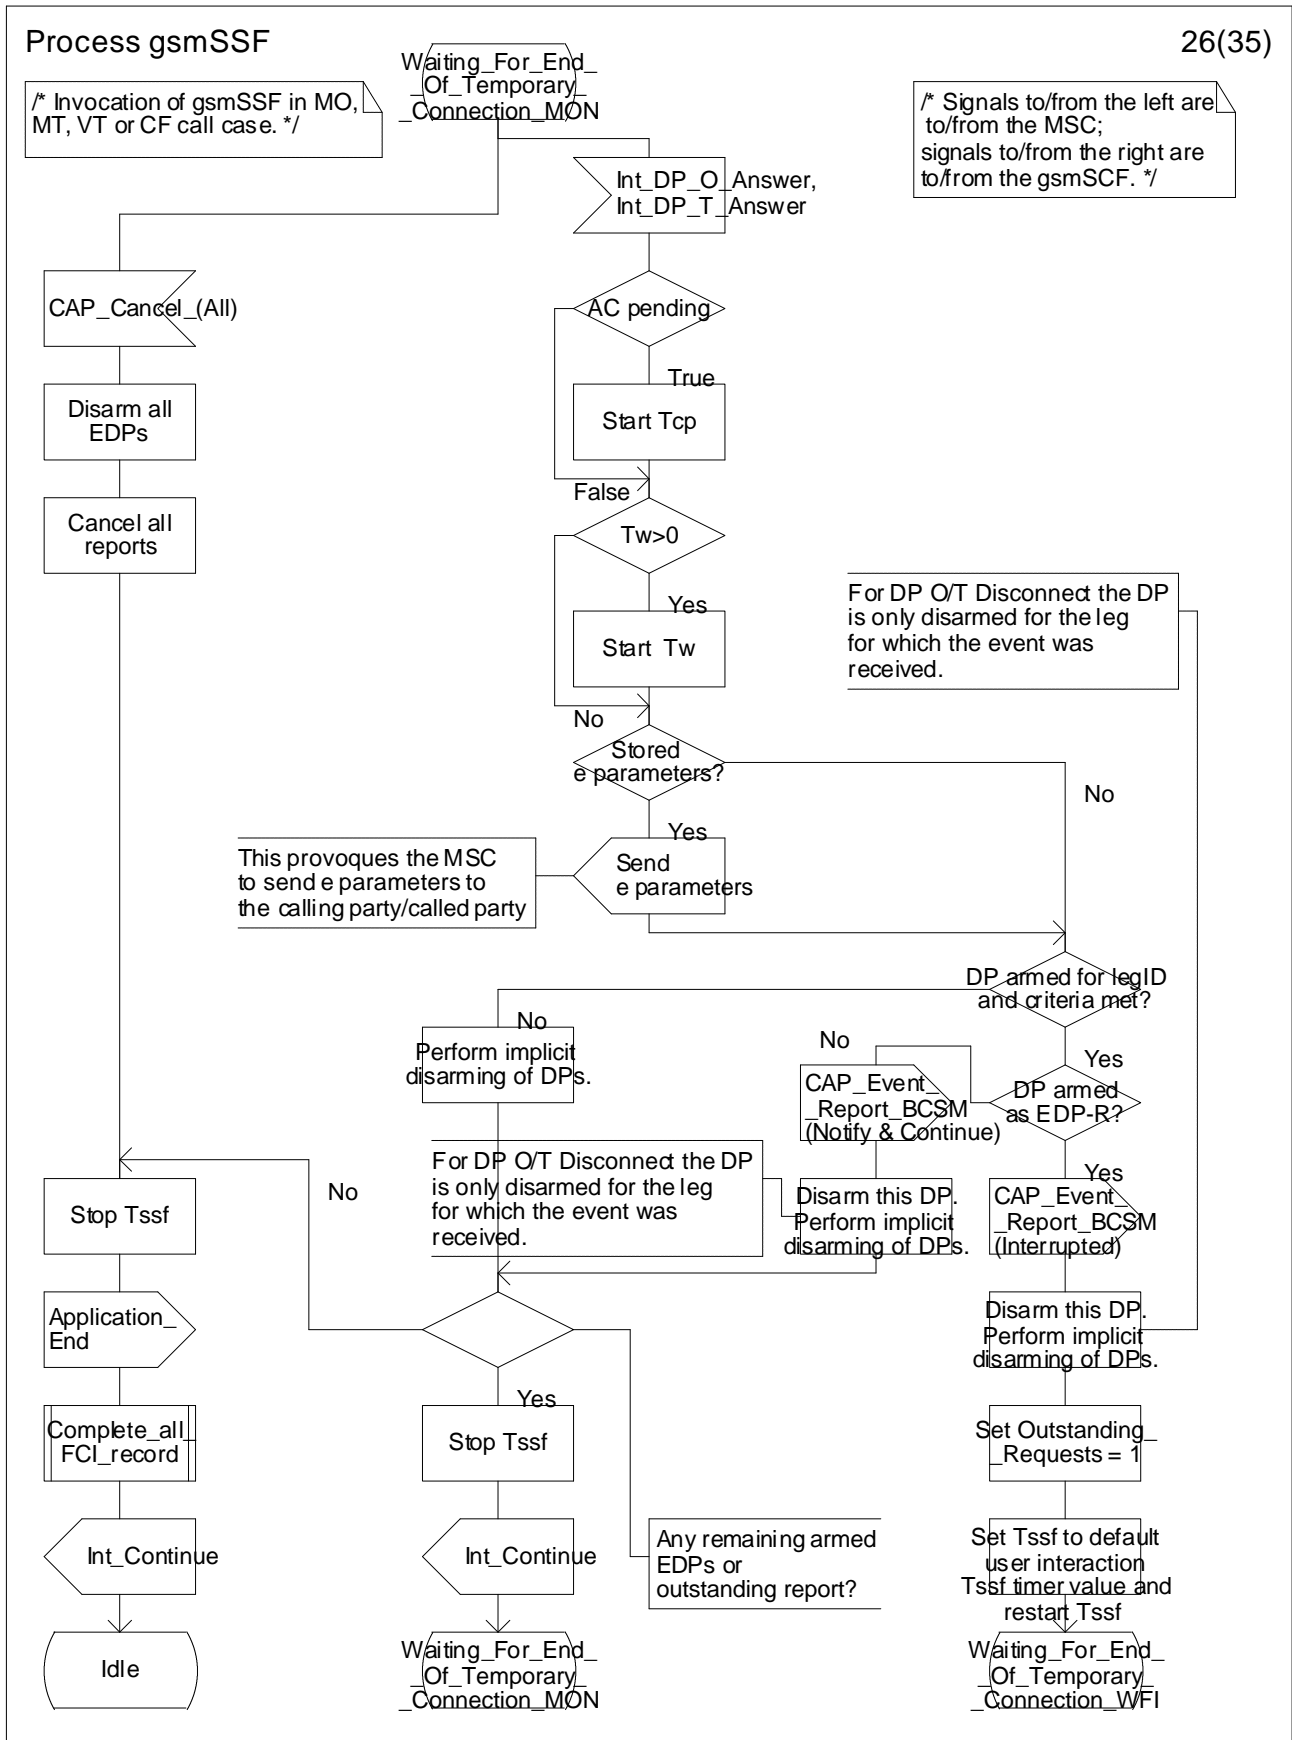 Process gsmSSF
26(35)
Waiting_For_End_
_Of_Temporary_
_Connection_MON
/* Invocation of gsmSSF in MO,
MT, VT or CF call case. */
/* Signals to/from the left are
to/from the MSC;
signals to/from the right are
to/from the gsmSCF. */
Int_DP_O_Answer,
Int_DP_T_Answer
CAP_Cancel_(All)
AC pending
True
Disarm all
EDPs
Start Tcp
False
Cancel all
reports
Tw>0
Yes
Start Tw
No
For DP O/T Disconnect the DP
is only disarmed for the leg
for which the event was
received.
Stored
e parameters?
No
Yes
This provoques the MSC
to send e parameters to
the calling party/called party
Send
e parameters
DP armed for legID
and criteria met?
No
Perform implicit
disarming of DPs.
Yes
DP armed
as EDP-R?
No
CAP_Event_
_Report_BCSM
(Notify & Continue)
Yes
CAP_Event_
_Report_BCSM
(Interrupted)
For DP O/T Disconnect the DP
is only disarmed for the leg
for which the event was
received.
Disarm this DP.
Perform implicit
disarming of DPs.
No
Stop Tssf
Application_
End
Disarm this DP.
Perform implicit
disarming of DPs.
Yes
Complete_all_
FCI_record
Stop Tssf
Set Outstanding_
_Requests = 1
Int_Continue
Int_Continue
Any remaining armed
EDPs or
outstanding report?
Set Tssf to default
user interaction
Tssf timer value and
restart Tssf
Idle
Waiting_For_End_
_Of_Temporary_
_Connection_MON
Waiting_For_End_
_Of_Temporary_
_Connection_WFI